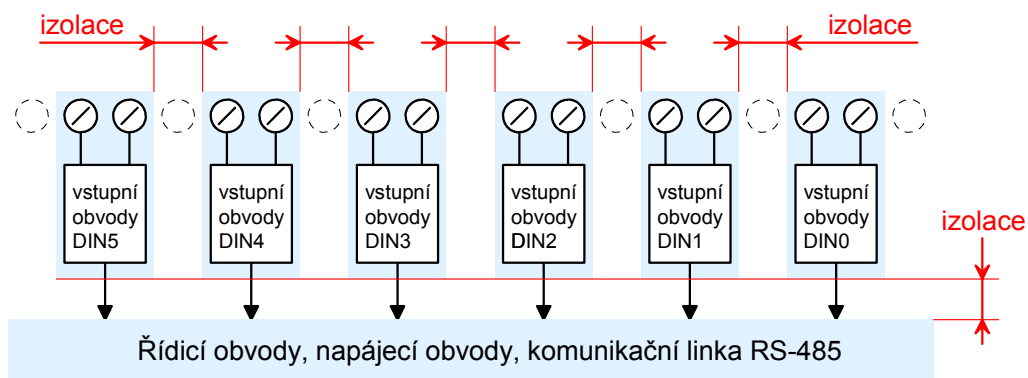 izolace
izolace
vstupní
obvody
DIN5
vstupní
obvody
DIN4
vstupní
obvody
DIN3
vstupní
obvody
DIN2
vstupní
obvody
DIN1
vstupní
obvody
DIN0
izolace
Řídicí obvody, napájecí obvody, komunikační linka RS-485